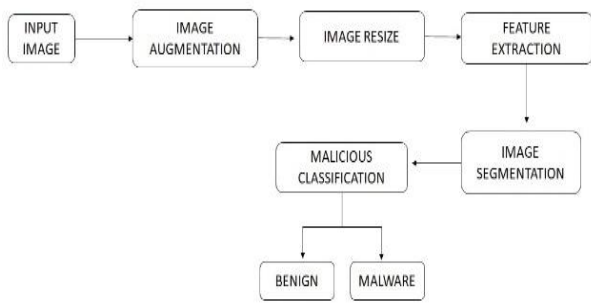 INPUT
IMAGE
IMAGE
AUGMENTATION
IMAGE RESIZE
FEATURE
EXTRACTION
IMAGE
SEGMENTATION
MALICIOUS
CLASSIFICATION
BENIGN
MALWARE